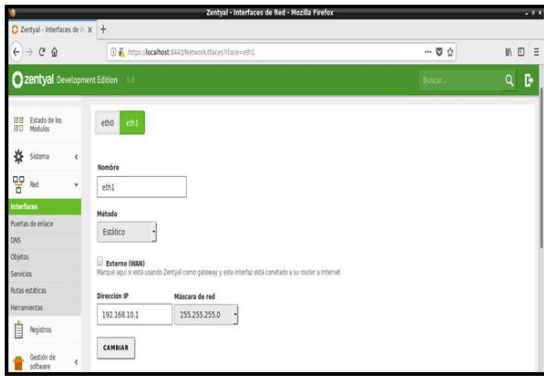 Zentyal - Interfaces de Red - Mozilla Firefox
Zentyal - Interfaces de R
https://localhost:8443/Network/Ifaces?iface=eth1
zentyal Development Edition 5.0
Buscar...
Estado de los
Módulos
Sistema
Red
Interfaces
Puertas de enlace
DNS
Objetos
Servicios
Rutas estáticas
Herramientas
Registros
Gestión de
software
eth0 eth1
Nombre
eth1
Método
Estático
Externo (WAN)
Marque aquí si está usando Zentyal como gateway y este interfaz está conetado a su router a Internet
Dirección IP Máscara de red
192.168.10.1 255.255.255.0
CAMBIAR